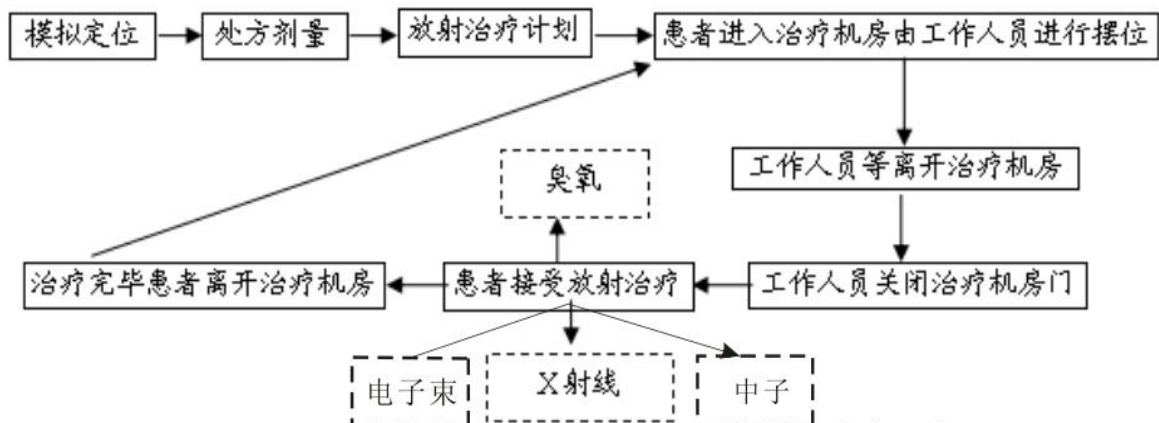 模拟定位
处方剂量
放射治疗计划
患者进入治疗机房由工作人员进行摆位
工作人员等离开治疗机房
臭氧
治疗完毕患者离开治疗机房
患者接受放射治疗
工作人员关闭治疗机房门
电子束
X射线
中子